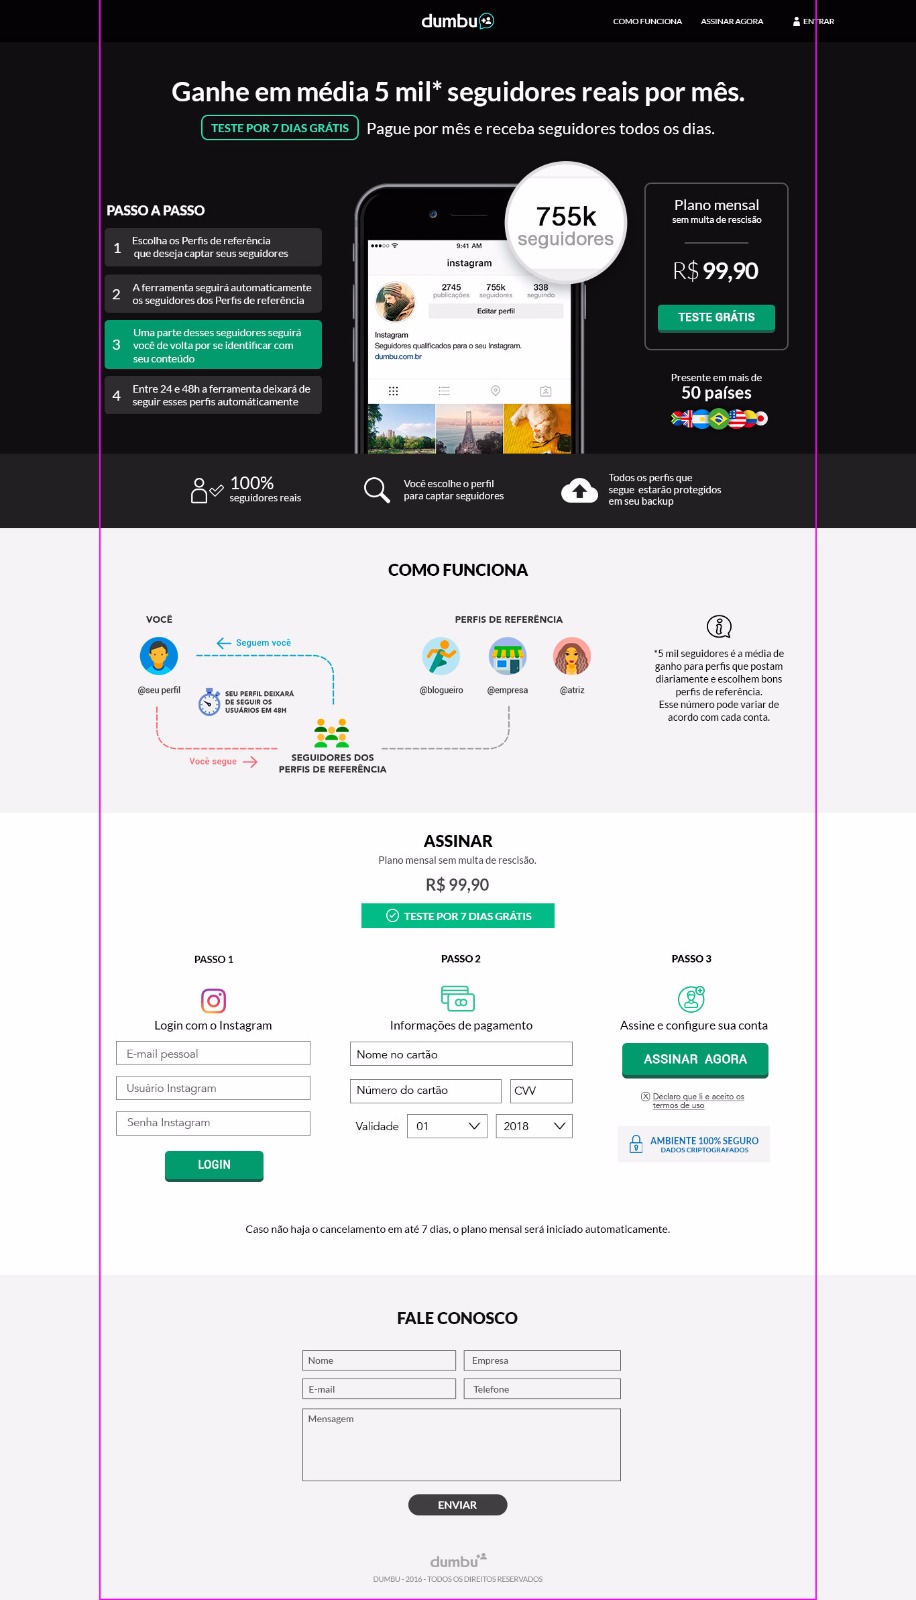 dumbu
COMO FUNCIONA
ASSINAR AGORA
ENTRAR
Ganhe em média 5 mil* seguidores reais por mês.
TESTE POR 7 DIAS GRÁTIS
Pague por mês e receba seguidores todos os dias.
PASSO A PASSO
1
Escolha os Perfis de referência
que deseja captar seus seguidores
2
A ferramenta seguirá automaticamente
os seguidores dos Perfis de referência
3
Uma parte desses seguidores seguirá
você de volta por se identificar com
seu conteúdo
4
Entre 24 e 48h a ferramenta deixará de
seguir esses perfis automáticamente
755k
seguidores
9:41 AM
instagram
2745
publicações
755k
seguidores
338
seguindo
Editar perfil
Instagram
Seguidores qualificados para o seu Instagram.
dumbu.com.br
Plano mensal
sem multa de rescisão
R$ 99,90
TESTE GRÁTIS
Presente em mais de
50 países
100%
seguidores reais
Você escolhe o perfil
para captar seguidores
Todos os perfis que
segue estarão protegidos
em seu backup
COMO FUNCIONA
VOCÊ
@seu perfil
Seguem você
SEU PERFIL DEIXARÁ
DE SEGUIR OS
USUÁRIOS EM 48H
Você segue
SEGUIDORES DOS
PERFIS DE REFERÊNCIA
PERFIS DE REFERÊNCIA
@blogueiro
@empresa
@atriz
*5 mil seguidores é a média de
ganho para perfis que postam
diariamente e escolhem bons
perfis de referência.
Esse número pode variar de
acordo com cada conta.
ASSINAR
Plano mensal sem multa de rescisão.
R$ 99,90
TESTE POR 7 DIAS GRÁTIS
PASSO 1
Login com o Instagram
E-mail pessoal
Usuário Instagram
Senha Instagram
LOGIN
PASSO 2
Informações de pagamento
Nome no cartão
Número do cartão
CVV
Validade
01
2018
PASSO 3
Assine e configure sua conta
ASSINAR AGORA
Declaro que li e aceito os
termos de uso
AMBIENTE 100% SEGURO
DADOS CRIPTOGRAFADOS
Caso não haja o cancelamento em até 7 dias, o plano mensal será iniciado automaticamente.
FALE CONOSCO
Nome
Empresa
E-mail
Telefone
Mensagem
ENVIAR
dumbu
DUMBU - 2016 - TODOS OS DIREITOS RESERVADOS